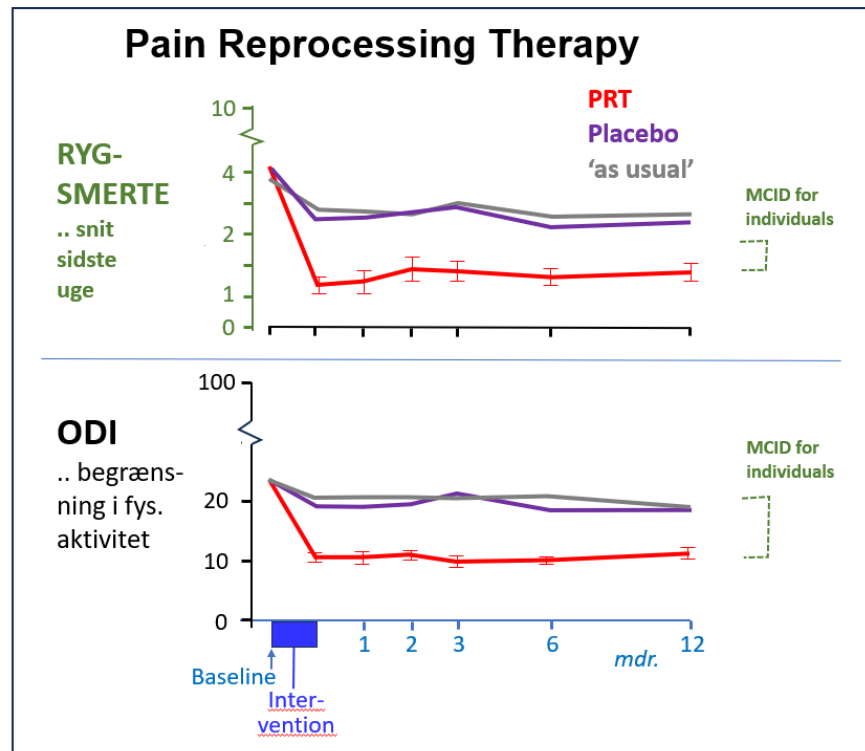 Pain Reprocessing Therapy
10
4
2
1
0
RYG-
SMERTE
.. snit
sidste
uge
PRT
Placebo
‘as usual’
MCID for
individuals
100
20
10
0
ODI
.. begræns-
ning i fys.
aktivitet
MCID for
individuals
1
2
3
6
12
mdr.
Baseline
Inter-
vention